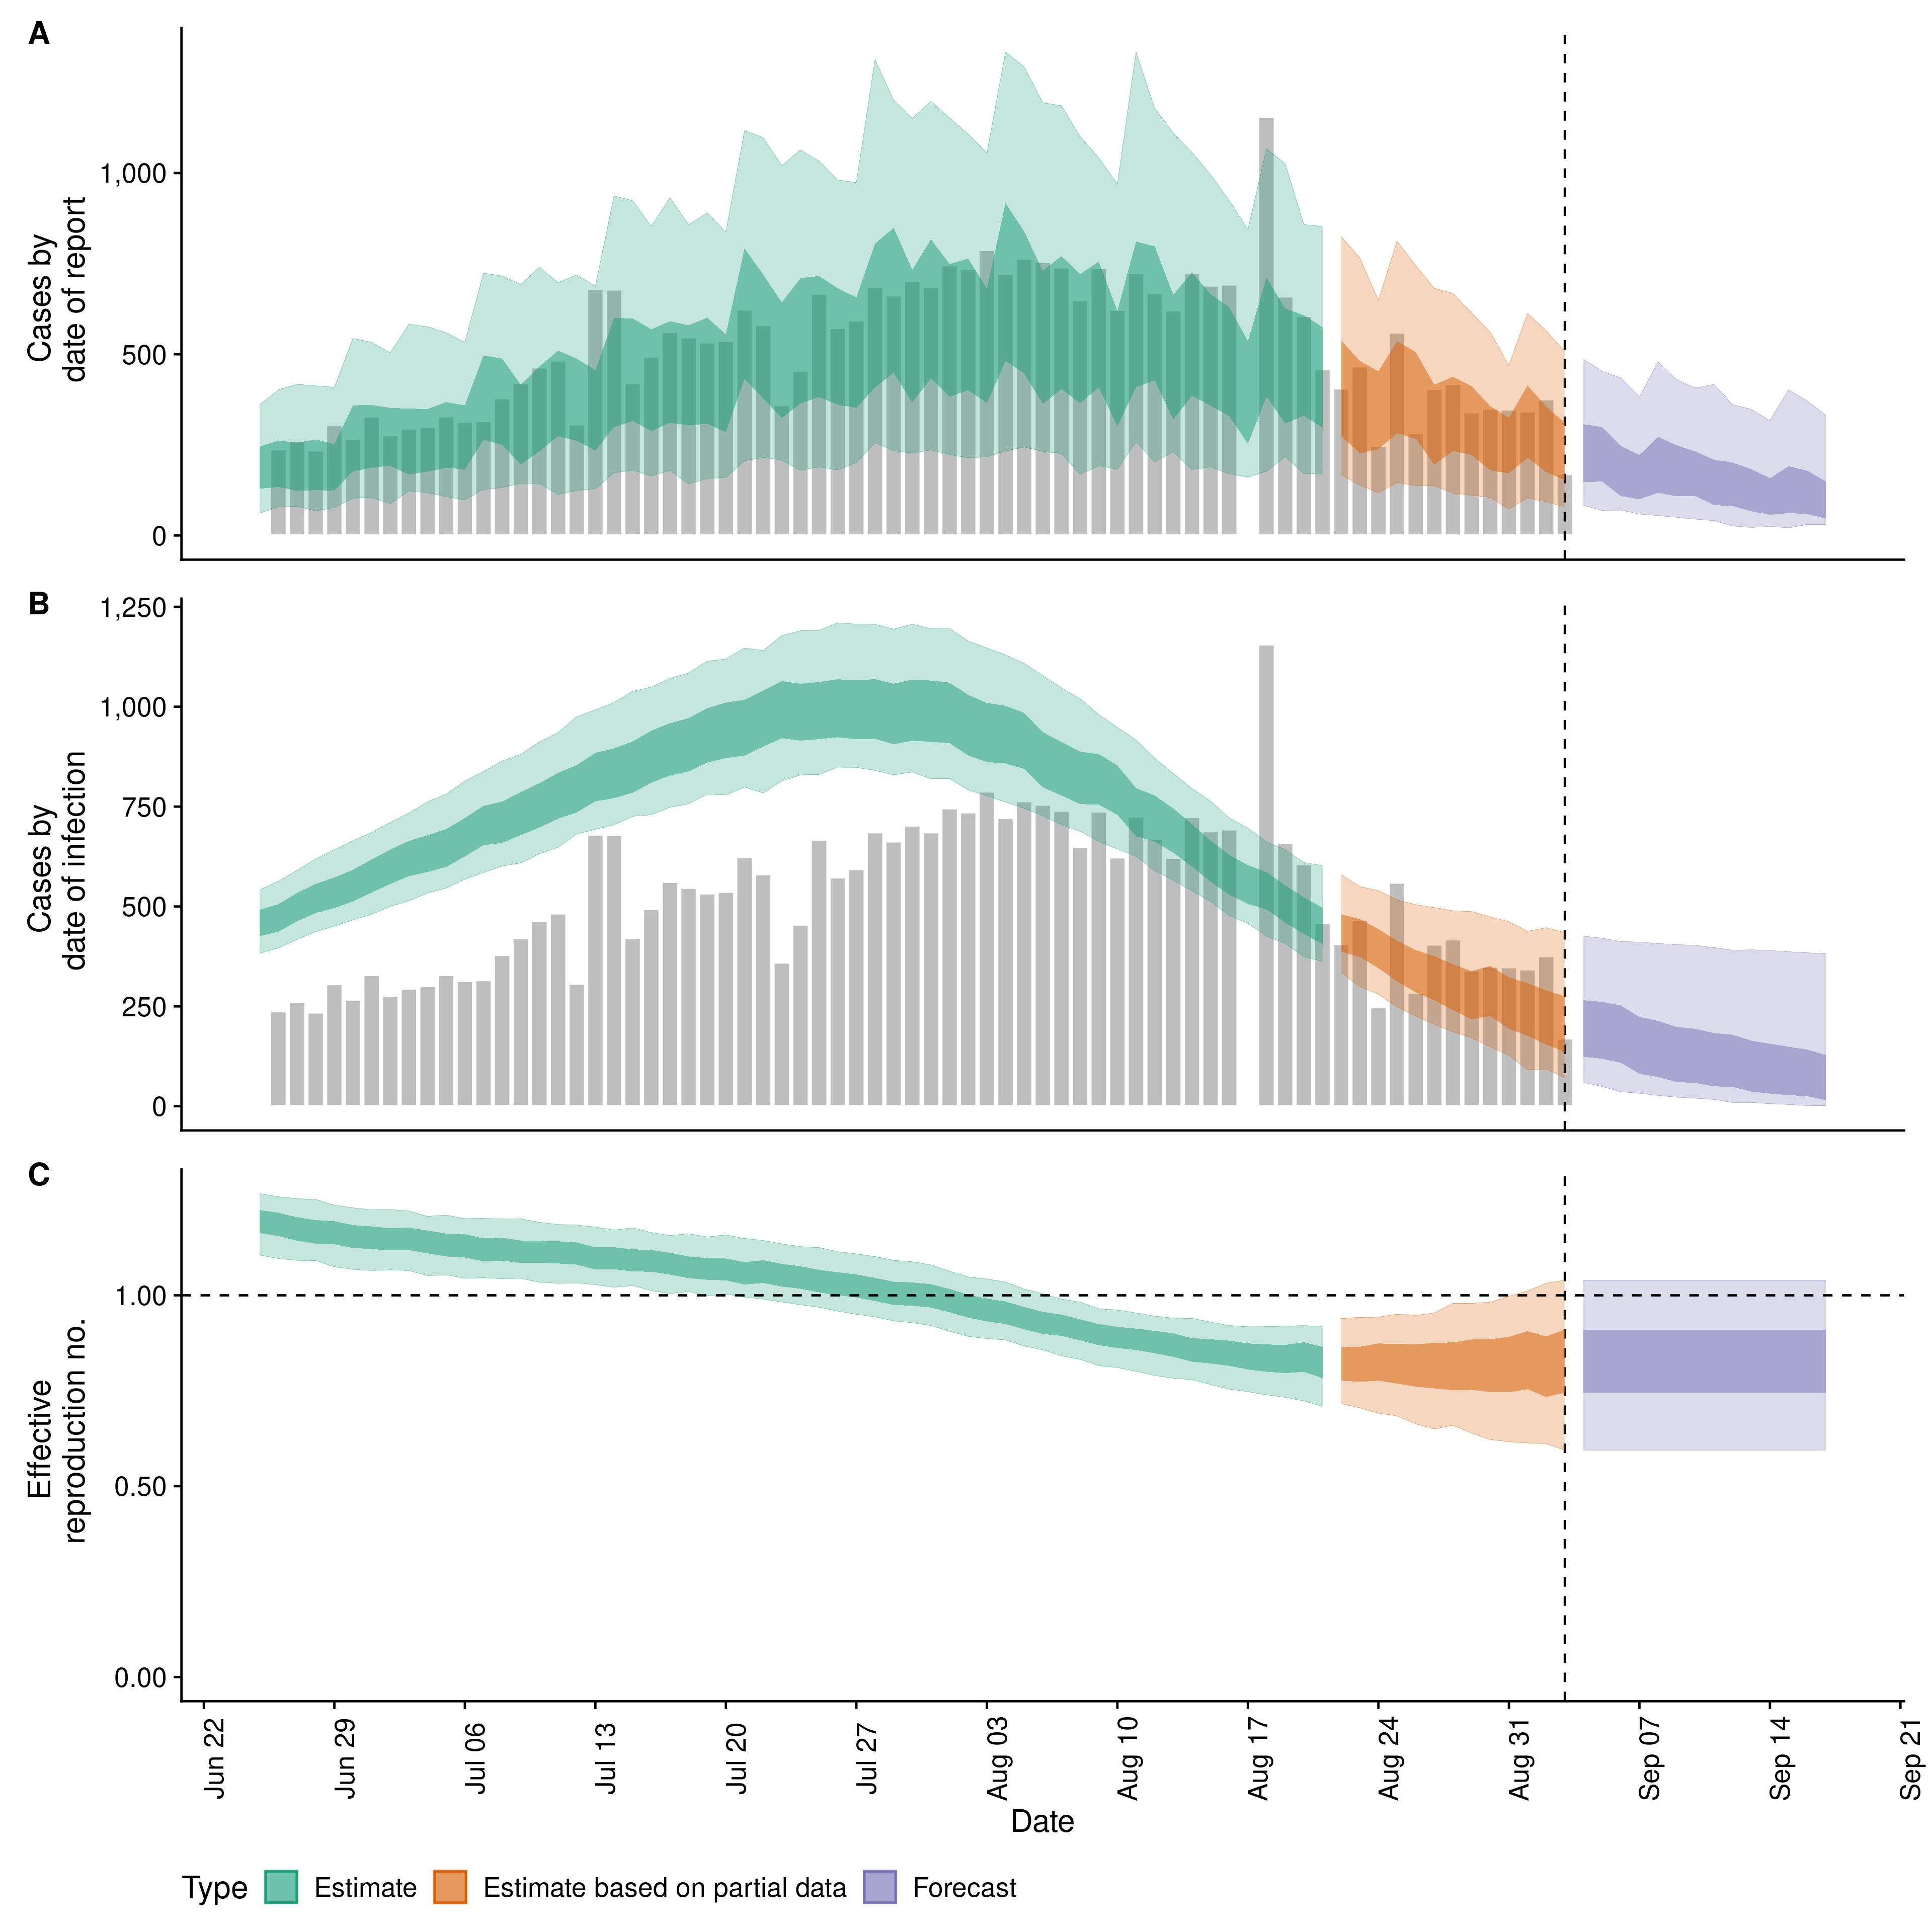 A
Cases by
date of report
1,000
500
0
B
Cases by
date of infection
1,250
1,000
750
500
250
0
C
Effective
reproduction no.
1.00
0.50
0.00
Jun 22
Jun 29
Jul 06
Jul 13
Jul 20
Jul 27
Aug 03
Aug 10
Aug 17
Aug 24
Aug 31
Sep 07
Sep 14
Sep 21
Date
Type Estimate Estimate based on partial data Forecast